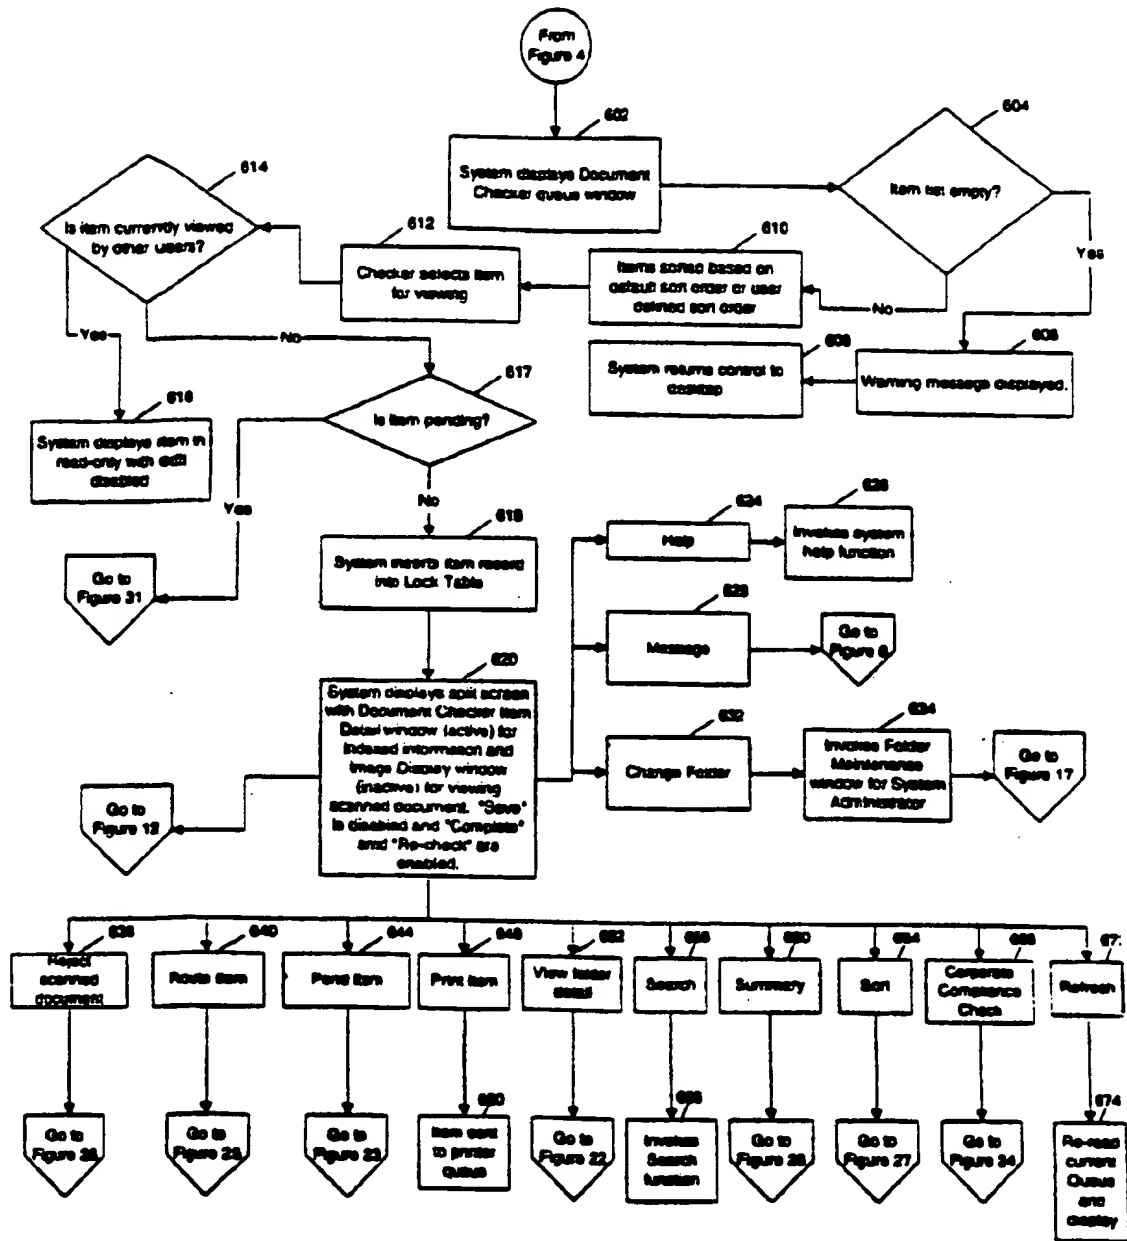 From
Figure 4
602
System displays Document
Checker queue window
604
Item list empty?
Yes
No
614
Is item currently viewed
by other users?
612
Checker selects item
for viewing
610
Items sorted based on
default sort order or user
defined sort order
Yes
No
608
System returns control to
desktop
Warning message displayed.
616
System displays item in
read-only with edit
disabled
617
Is item pending?
Yes
No
Go to
Figure 31
618
System inserts item record
into Lock Table
624
Help
626
Invokes system
help function
628
Message
Go to
Figure
620
System displays split screen
with Document Checker Item
Detail window (active) for
indexed information and
Image Display window
(inactive) for viewing
scanned document. "Save"
is disabled and "Complete"
and "Re-check" are
enabled.
632
Change Folder
634
Invokes Folder
Maintenance
window for System
Administrator
Go to
Figure 17
Go to
Figure
636
Reject
scanned
document
640
Route item
644
Pend item
648
Print item
652
View folder
detail
Search
Summary
664
Sort
668
Corporate
Compliance
Check
Refresh
Go to
Figure
Go to
Figure
Go to
Figure 23
650
Item sent
to printer
queue
Go to
Figure 22
Invokes
Search
function
Go to
Figure
Go to
Figure 27
Go to
Figure
674
Re-read
current
Queue
and
display